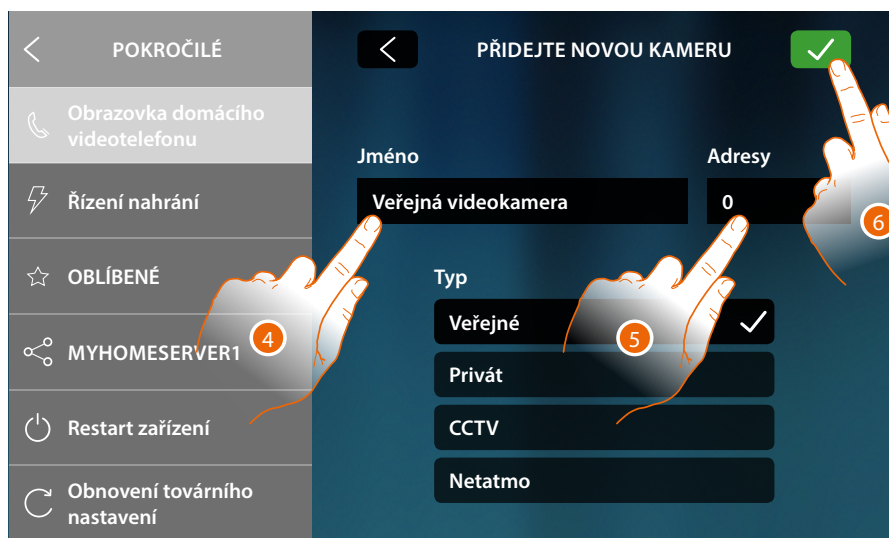 POKROČILÉ
Obrazovka domácího
videotelefonu
Řízení nahrání
OBLÍBENÉ
MYHOMESERVER1
Restart zařízení
Obnovení továrního
nastavení
PŘIDEJTE NOVOU KAMERU
Jméno
Adresy
Veřejná videokamera
0
Typ
Veřejné
Privát
CCTV
Netatmo
4
5
6